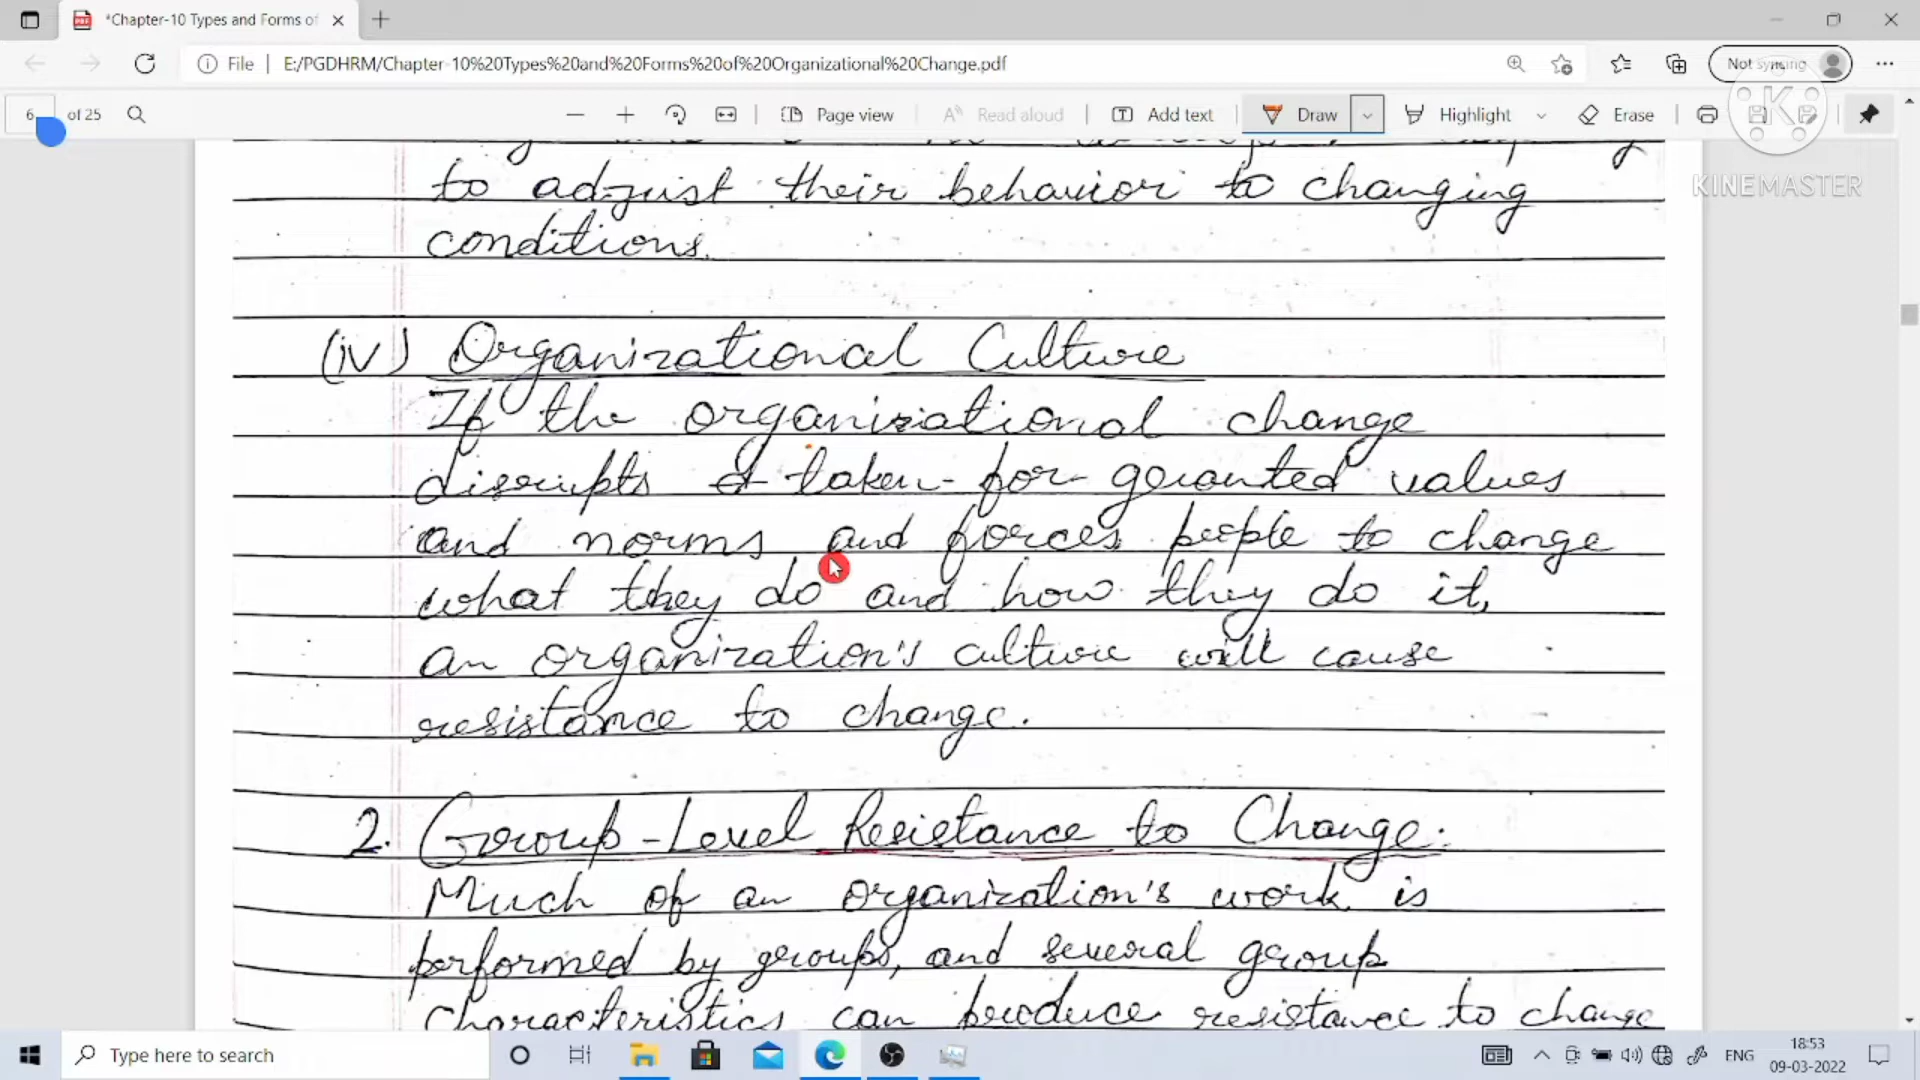 *Chapter-10 Types and Forms of
File | E:/PGDHRM/Chapter-10%20Types%20and%20Forms%20of%20Organizational%20Change.pdf
Not syncing
6 of 25
Page view
Read aloud
Add text
Draw
Highlight
Erase
K
KINEMASTER
to adjust their behavior to changing
conditions.
(iv) Organizational Culture
If the organizational change
disrupts taken-for-granted values
and norms and forces people to change
what they do and how they do it,
an organization's culture will cause
resistance to change.
2. Group-Level Resistance to Change:
Much of an organization's work is
performed by groups, and several group
characteristics can produce resistance to change
Type here to search
ENG
18:53
09-03-2022